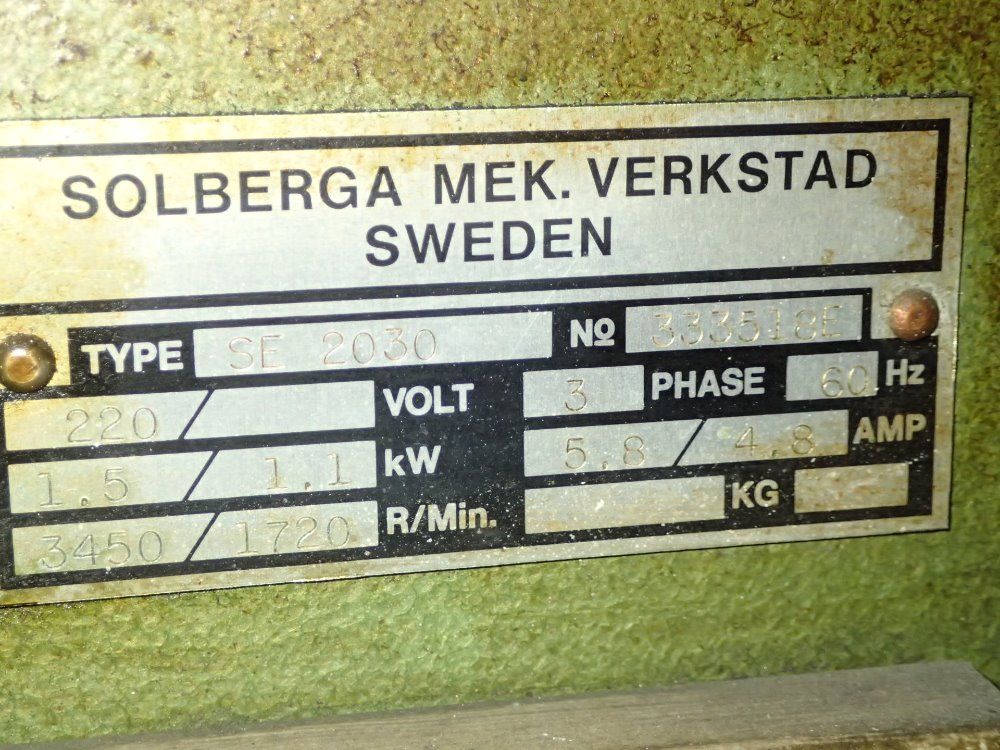 SOLBERGA MEK. VERKSTAD
SWEDEN
TYPE SE 2030 No 333518E
220 / VOLT 3 PHASE 60 Hz
1.5 / 1.1 kW 5.8 / 4.8 AMP
3450 / 1720 R/Min. KG